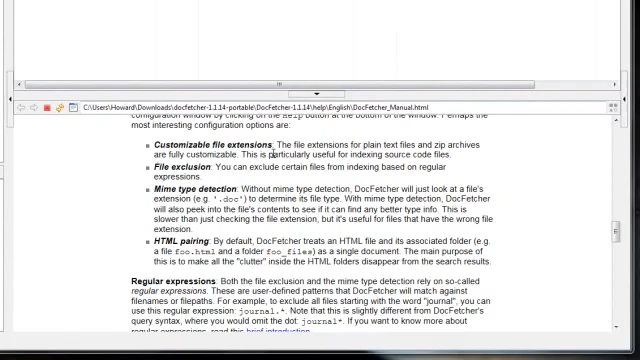 C:\Users\Howard\Downloads\docfetcher-1.1.14-portable\DocFetcher-1.1.14\help\English\DocFetcher_Manual.html
configuration window by clicking on the Help button at the bottom of the window. Perhaps the
most interesting configuration options are:
Customizable file extensions: The file extensions for plain text files and zip archives
are fully customizable. This is particularly useful for indexing source code files.
File exclusion: You can exclude certain files from indexing based on regular
expressions.
Mime type detection: Without mime type detection, DocFetcher will just look at a file's
extension (e.g. '.doc') to determine its file type. With mime type detection, DocFetcher
will also peek into the file's contents to see if it can find any better type info. This is
slower than just checking the file extension, but it's useful for files that have the wrong file
extension.
HTML pairing: By default, DocFetcher treats an HTML file and its associated folder (e.g.
a file foo.html and a folder foo_files) as a single document. The main purpose of
this is to make all the "clutter" inside the HTML folders disappear from the search results.
Regular expressions: Both the file exclusion and the mime type detection rely on so-called
regular expressions. These are user-defined patterns that DocFetcher will match against
filenames or filepaths. For example, to exclude all files starting with the word "journal", you can
use this regular expression: journal.*. Note that this is slightly different from DocFetcher's
query syntax, where you would omit the dot: journal*. If you want to know more about
regular expressions, read this brief introduction.